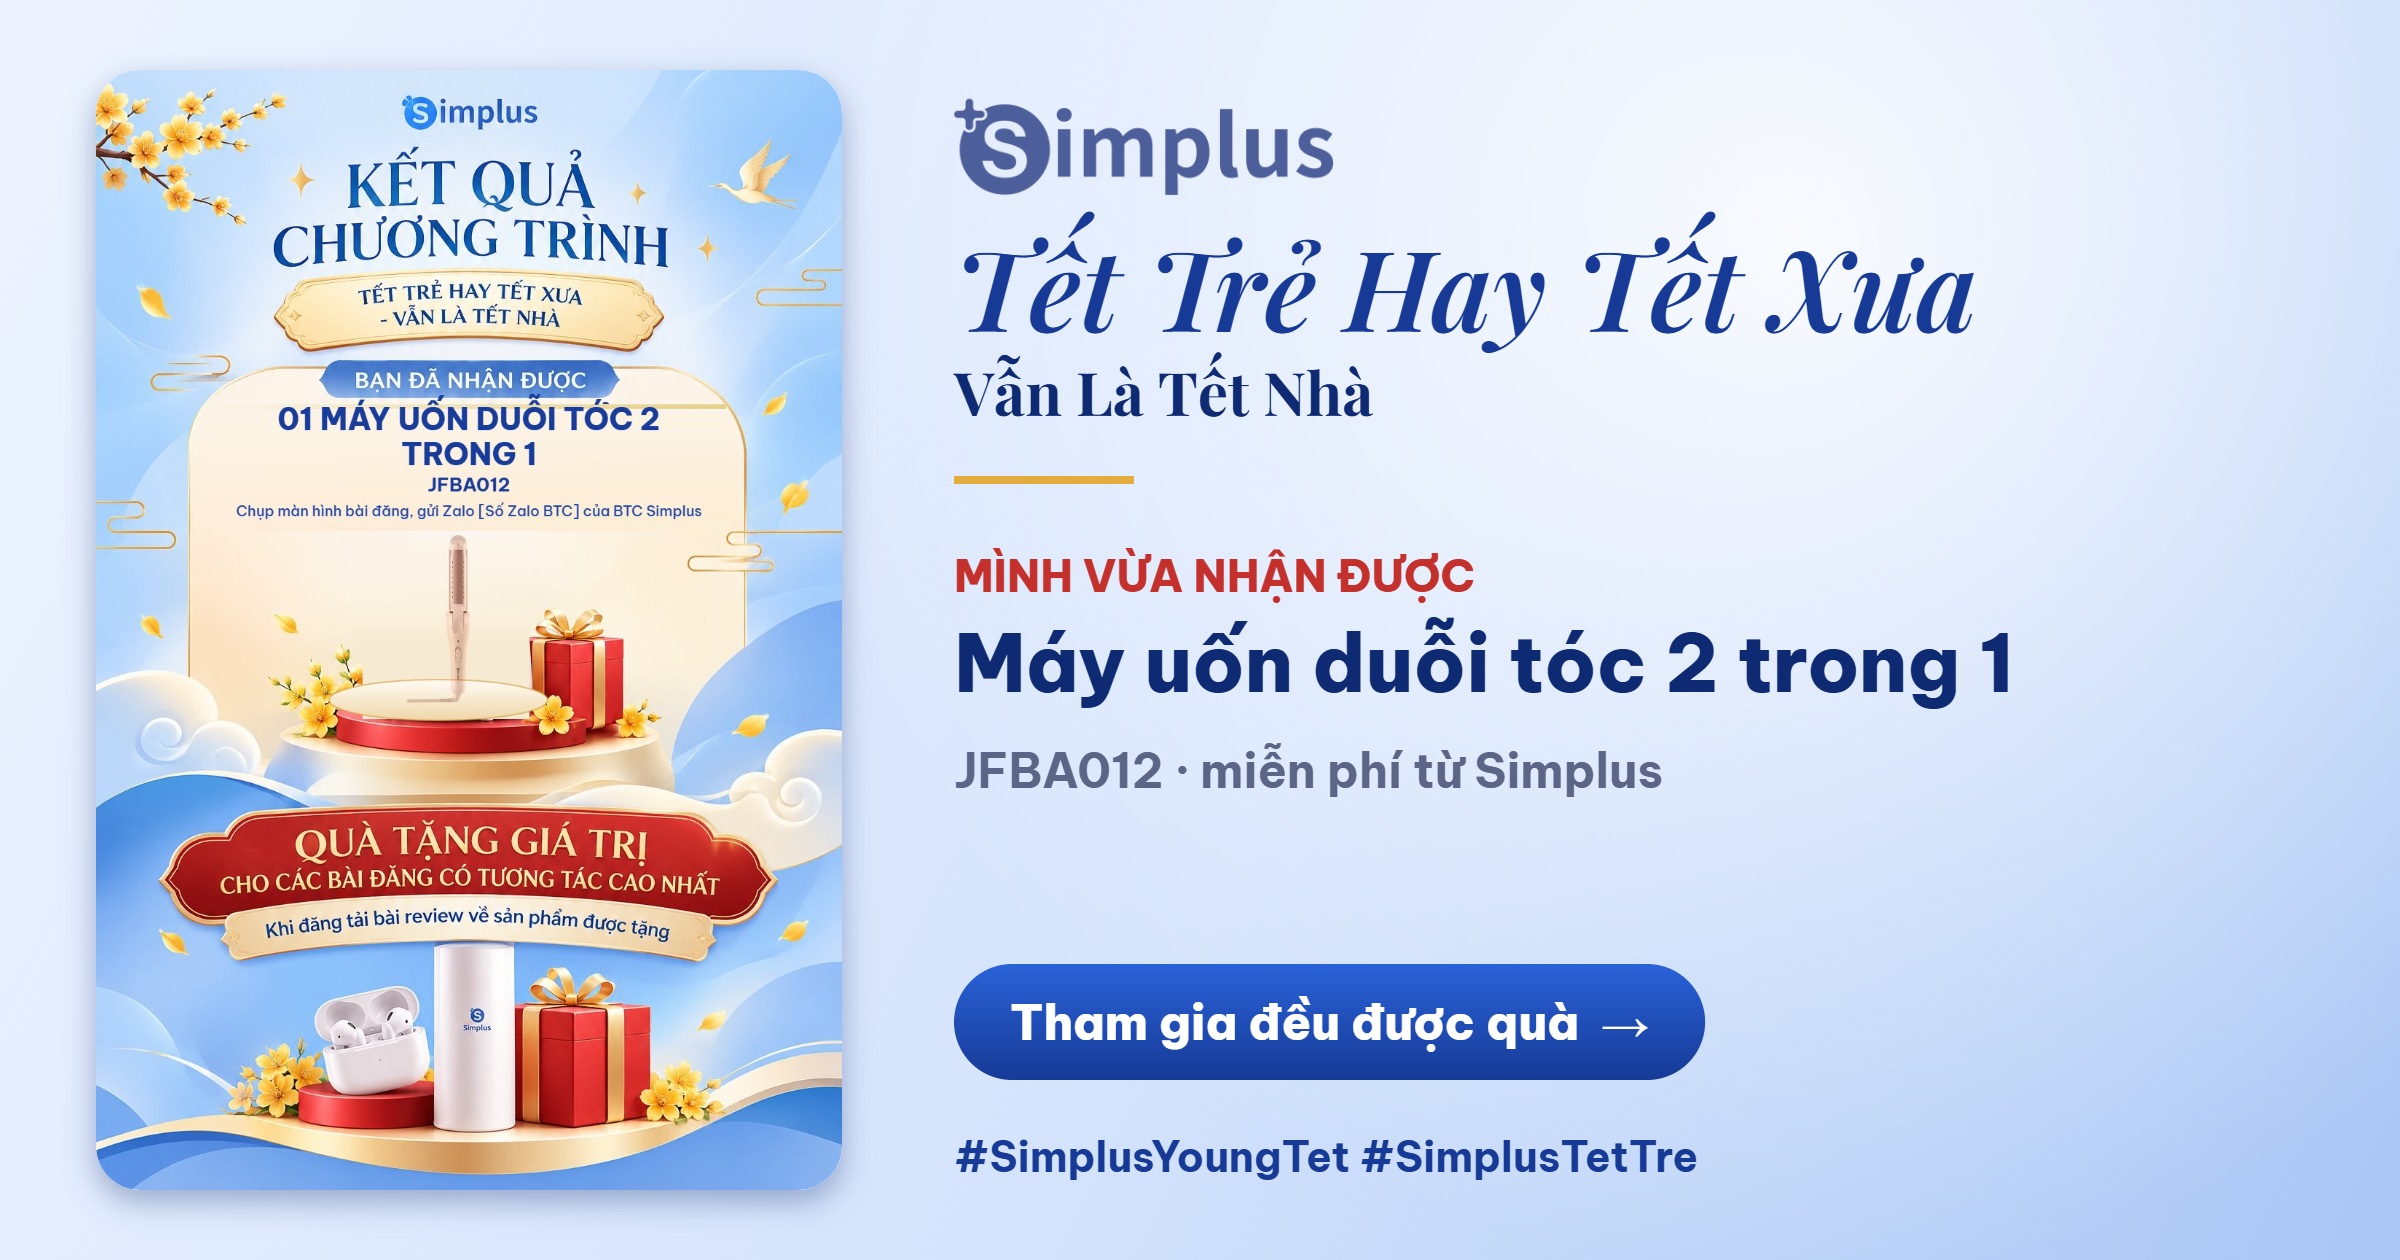 Simplus
KẾT QUẢ
CHƯƠNG TRÌNH
TẾT TRẺ HAY TẾT XƯA
- VẪN LÀ TẾT NHÀ
BẠN ĐÃ NHẬN ĐƯỢC
01 MÁY UỐN DUỖI TÓC 2
TRONG 1
JFBA012
Chụp màn hình bài đăng, gửi Zalo [Số Zalo BTC] của BTC Simplus
QUÀ TẶNG GIÁ TRỊ
CHO CÁC BÀI ĐĂNG CÓ TƯƠNG TÁC CAO NHẤT
Khi đăng tải bài review về sản phẩm được tặng
S
Simplus
Simplus
Tết Trẻ Hay Tết Xưa
Vẫn Là Tết Nhà
MÌNH VỪA NHẬN ĐƯỢC
Máy uốn duỗi tóc 2 trong 1
JFBA012 · miễn phí từ Simplus
Tham gia đều được quà →
#SimplusYoungTet #SimplusTetTre